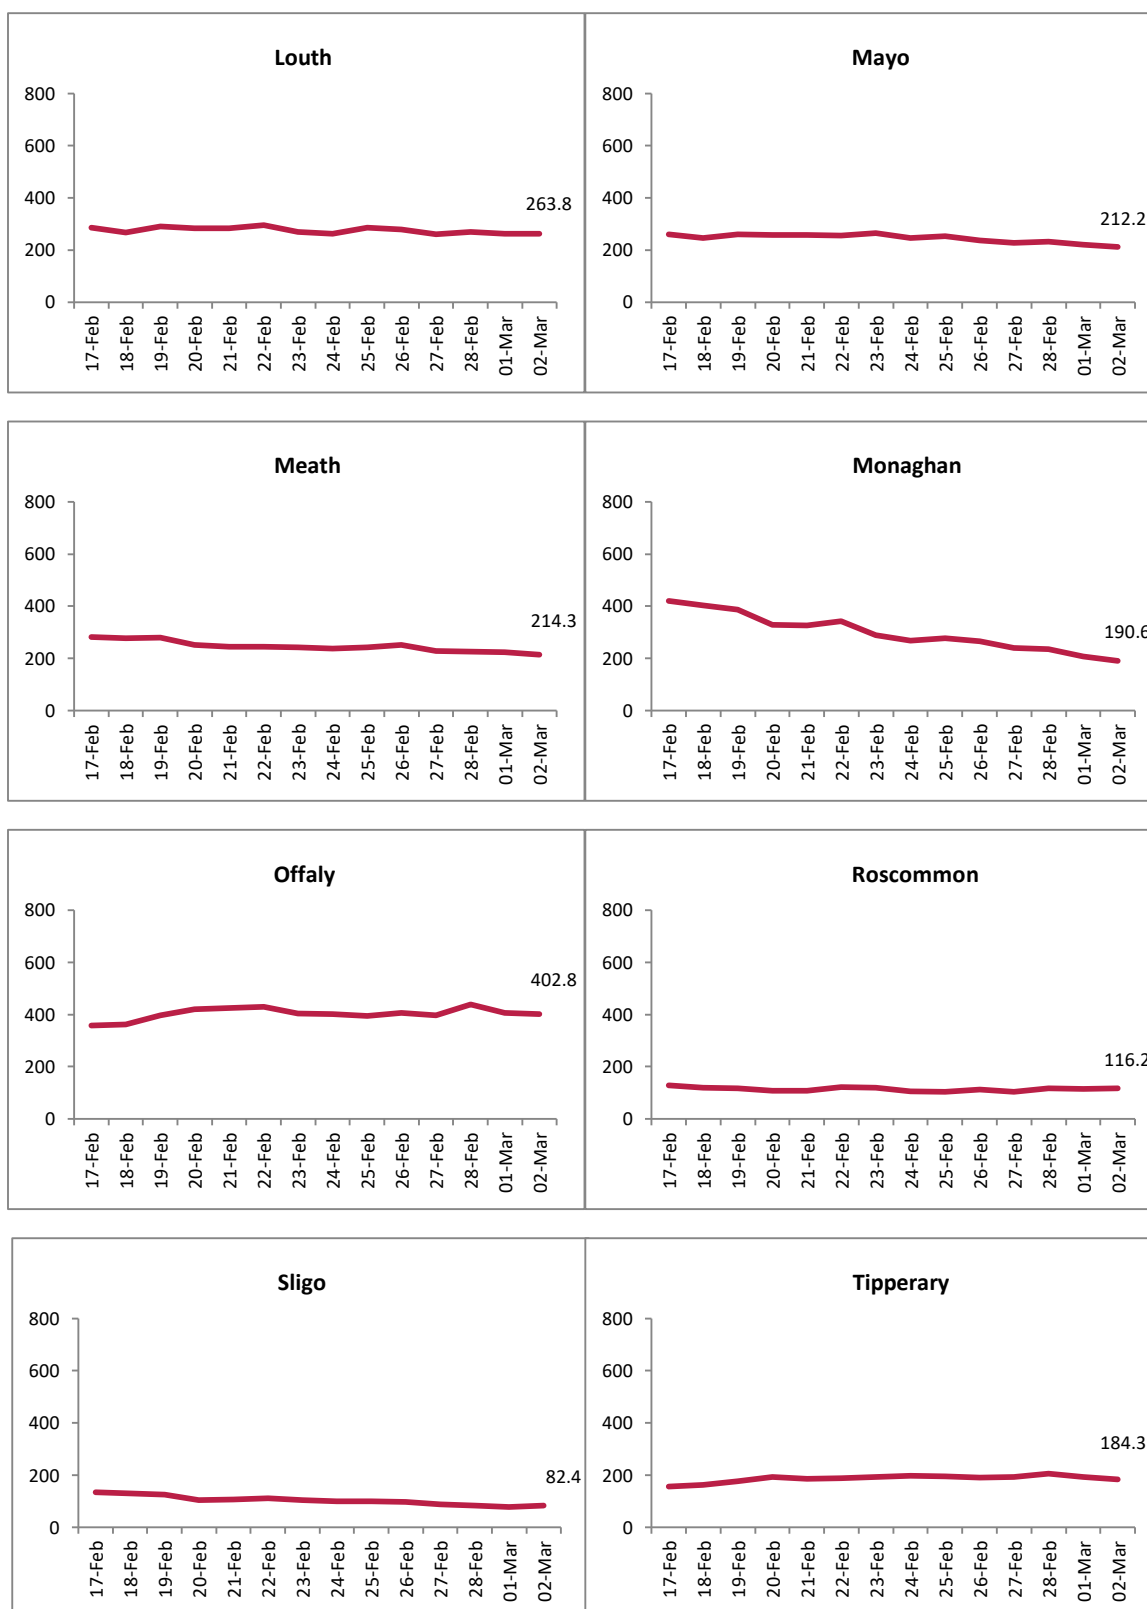 Louth
800
600
400
200
0
263.8
17-Feb
18-Feb
19-Feb
20-Feb
21-Feb
22-Feb
23-Feb
24-Feb
25-Feb
26-Feb
27-Feb
28-Feb
01-Mar
02-Mar
Mayo
800
600
400
200
0
212.2
17-Feb
18-Feb
19-Feb
20-Feb
21-Feb
22-Feb
23-Feb
24-Feb
25-Feb
26-Feb
27-Feb
28-Feb
01-Mar
02-Mar
Meath
800
600
400
200
0
214.3
17-Feb
18-Feb
19-Feb
20-Feb
21-Feb
22-Feb
23-Feb
24-Feb
25-Feb
26-Feb
27-Feb
28-Feb
01-Mar
02-Mar
Monaghan
800
600
400
200
0
190.6
17-Feb
18-Feb
19-Feb
20-Feb
21-Feb
22-Feb
23-Feb
24-Feb
25-Feb
26-Feb
27-Feb
28-Feb
01-Mar
02-Mar
Offaly
800
600
400
200
0
402.8
17-Feb
18-Feb
19-Feb
20-Feb
21-Feb
22-Feb
23-Feb
24-Feb
25-Feb
26-Feb
27-Feb
28-Feb
01-Mar
02-Mar
Roscommon
800
600
400
200
0
116.2
17-Feb
18-Feb
19-Feb
20-Feb
21-Feb
22-Feb
23-Feb
24-Feb
25-Feb
26-Feb
27-Feb
28-Feb
01-Mar
02-Mar
Sligo
800
600
400
200
0
82.4
17-Feb
18-Feb
19-Feb
20-Feb
21-Feb
22-Feb
23-Feb
24-Feb
25-Feb
26-Feb
27-Feb
28-Feb
01-Mar
02-Mar
Tipperary
800
600
400
200
0
184.3
17-Feb
18-Feb
19-Feb
20-Feb
21-Feb
22-Feb
23-Feb
24-Feb
25-Feb
26-Feb
27-Feb
28-Feb
01-Mar
02-Mar